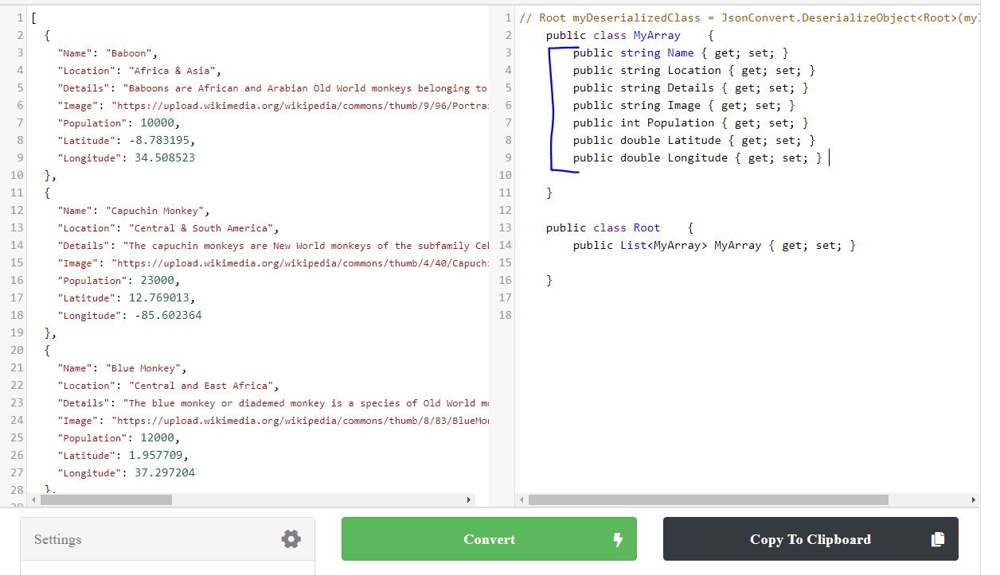 1 [
2 {
3 "Name": "Baboon",
4 "Location": "Africa & Asia",
5 "Details": "Baboons are African and Arabian Old World monkeys belonging to
6 "Image": "https://upload.wikimedia.org/wikipedia/commons/thumb/9/96/Portra
7 "Population": 10000,
8 "Latitude": -8.783195,
9 "Longitude": 34.508523
10 },
11 {
12 "Name": "Capuchin Monkey",
13 "Location": "Central & South America",
14 "Details": "The capuchin monkeys are New World monkeys of the subfamily
15 "Image": "https://upload.wikimedia.org/wikipedia/commons/thumb/4/40/Capuch
16 "Population": 23000,
17 "Latitude": 12.769013,
18 "Longitude": -85.602364
19 },
20 {
21 "Name": "Blue Monkey",
22 "Location": "Central and East Africa",
23 "Details": "The blue monkey or diademed monkey is a species of Old World
24 "Image": "https://upload.wikimedia.org/wikipedia/commons/thumb/8/83/BlueMo
25 "Population": 12000,
26 "Latitude": 1.957709,
27 "Longitude": 37.297204
28 },
1 // Root myDeserializedClass = JsonConvert.DeserializeObject<Root>(my
2 public class MyArray {
3 public string Name { get; set; }
4 public string Location { get; set; }
5 public string Details { get; set; }
6 public string Image { get; set; }
7 public int Population { get; set; }
8 public double Latitude { get; set; }
9 public double Longitude { get; set; }
10
11 }
12
13 public class Root {
14 public List<MyArray> MyArray { get; set; }
15
16 }
17
18
Settings
Convert
Copy To Clipboard